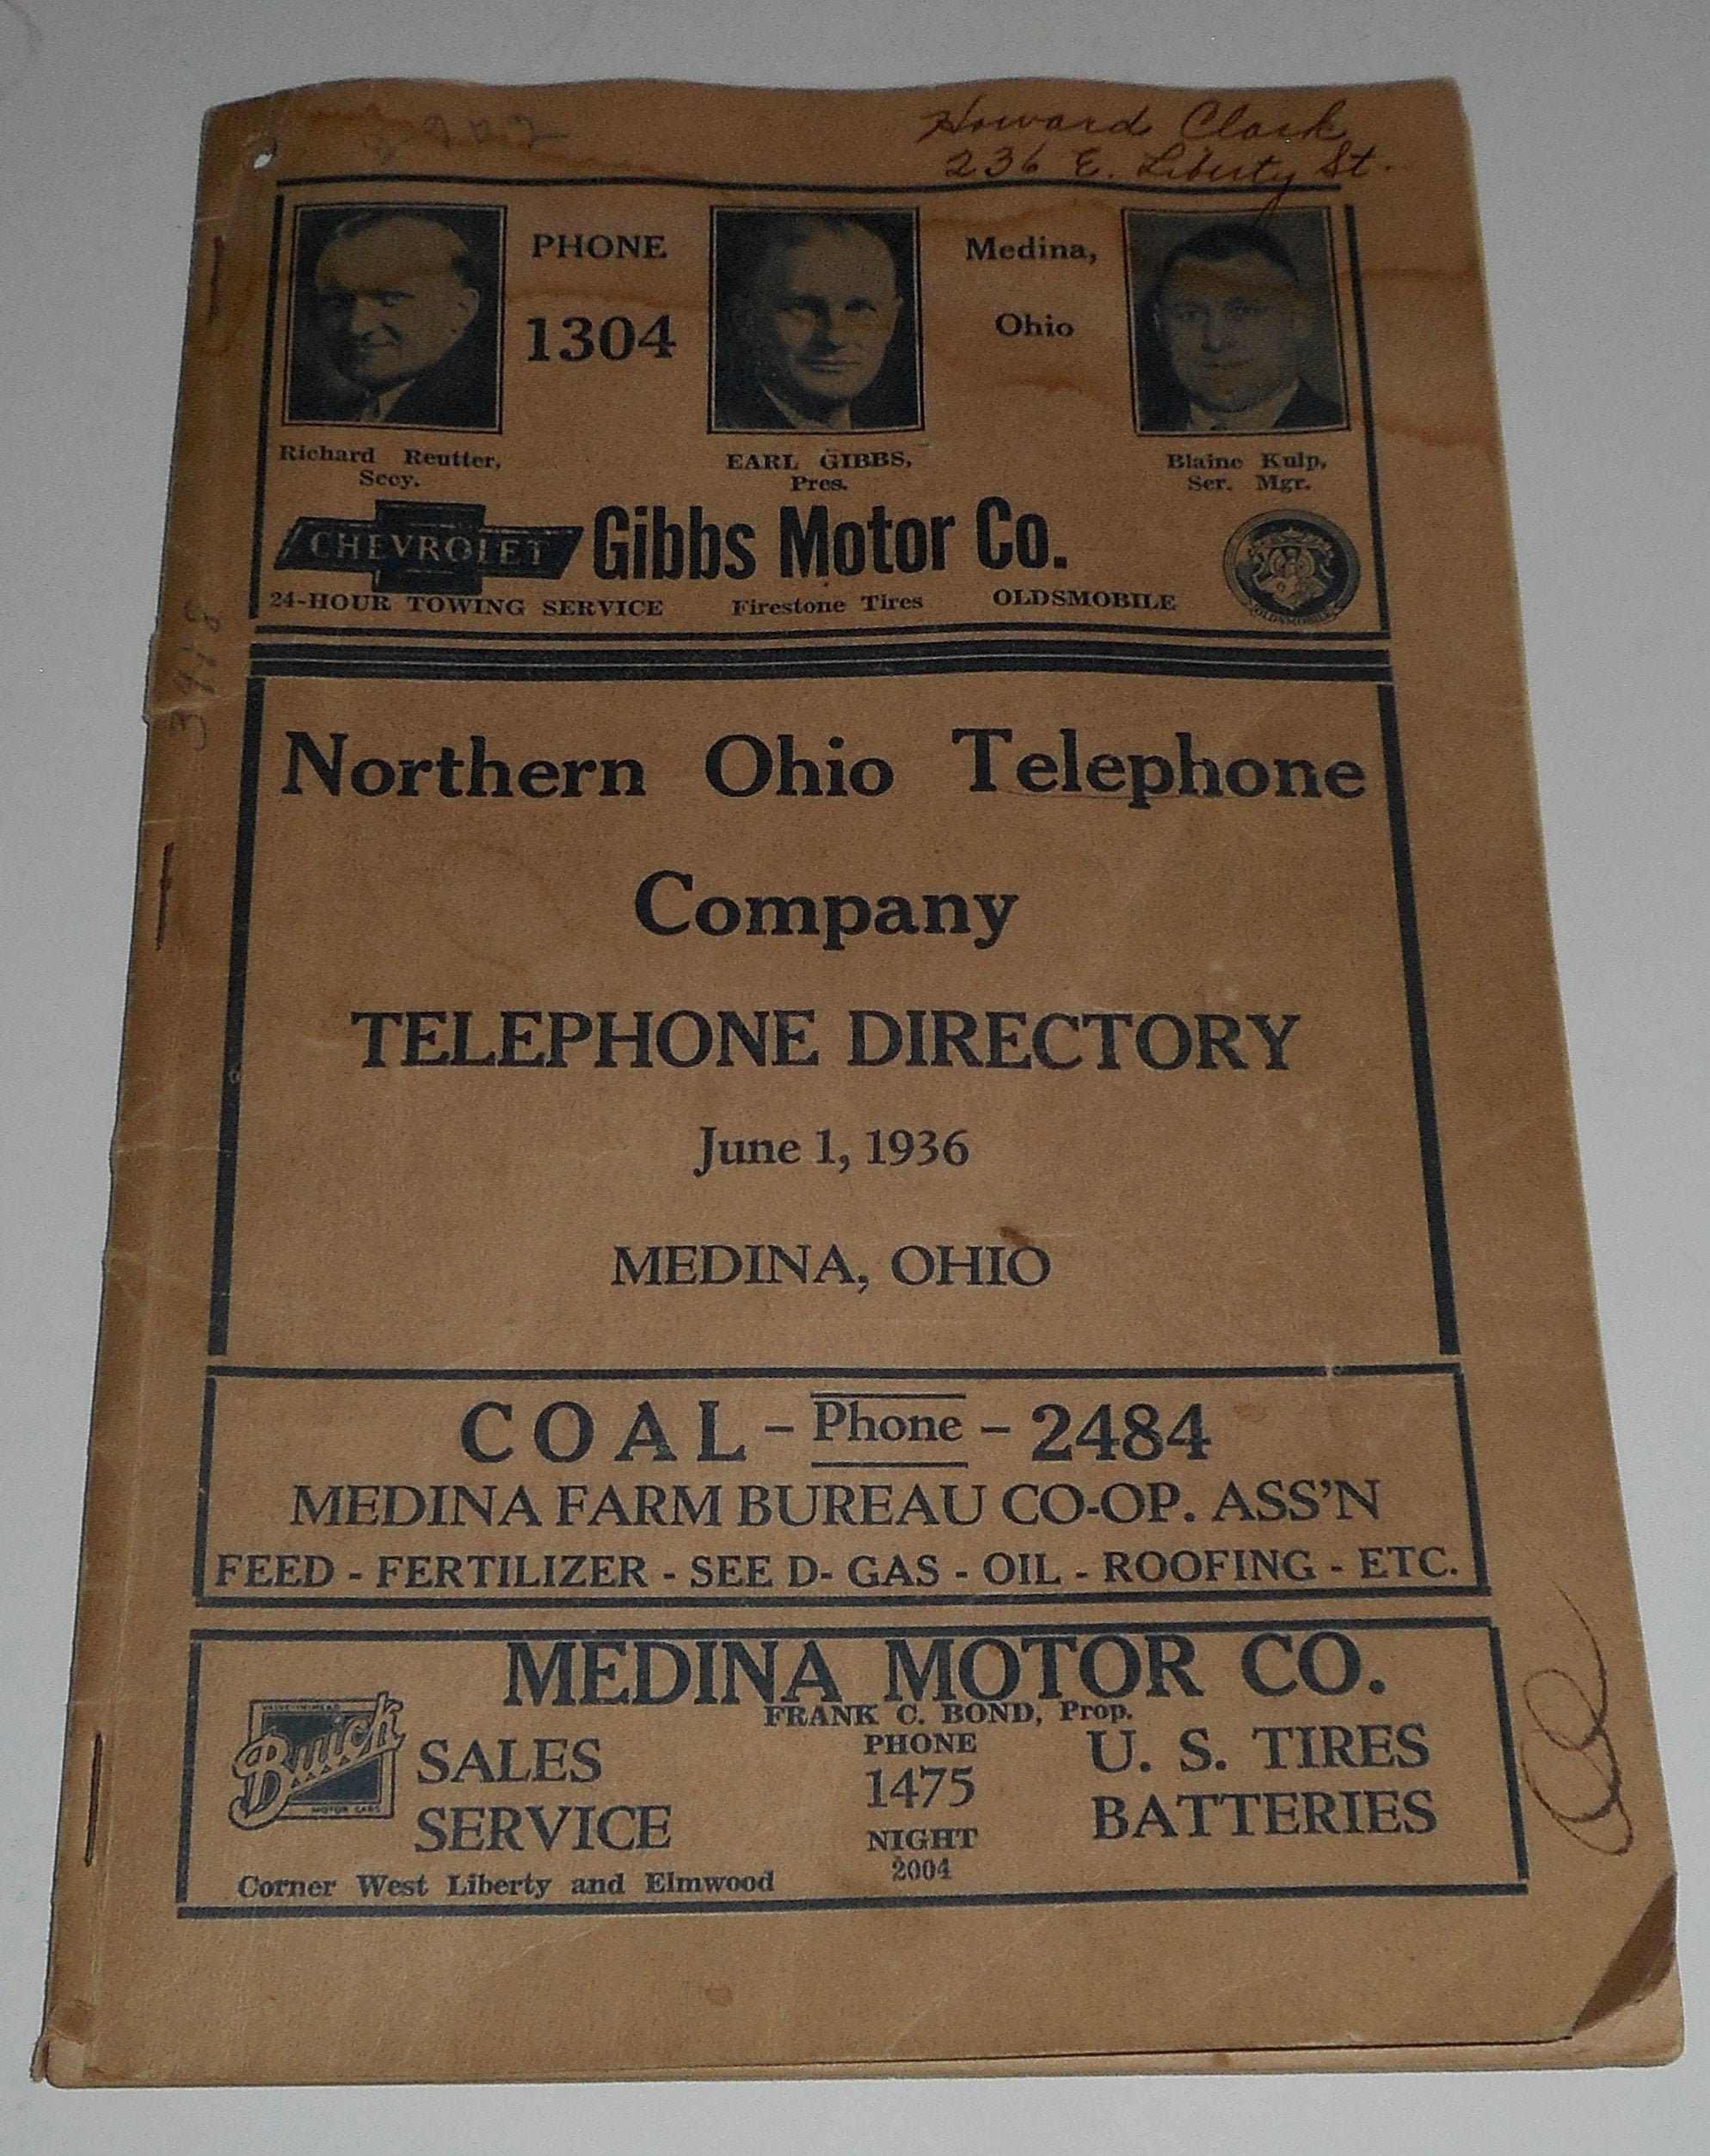 Howard Clark
236 E. Liberty St.
PHONE
1304
Medina,
Ohio
Richard Reutter,
Secy.
EARL GIBBS,
Pres.
Blaine Kulp,
Ser. Mgr.
CHEVROLET Gibbs Motor Co.
24-HOUR TOWING SERVICE Firestone Tires OLDSMOBILE
OLDSMOBILE
3418
Northern Ohio Telephone
Company
TELEPHONE DIRECTORY
June 1, 1936
MEDINA, OHIO
COAL - Phone - 2484
MEDINA FARM BUREAU CO-OP. ASS'N
FEED - FERTILIZER - SEE D- GAS - OIL - ROOFING - ETC.
MEDINA MOTOR CO.
FRANK C. BOND, Prop.
Buick
MOTOR CARS
SALES
SERVICE
PHONE
1475
NIGHT
2004
U. S. TIRES
BATTERIES
Corner West Liberty and Elmwood